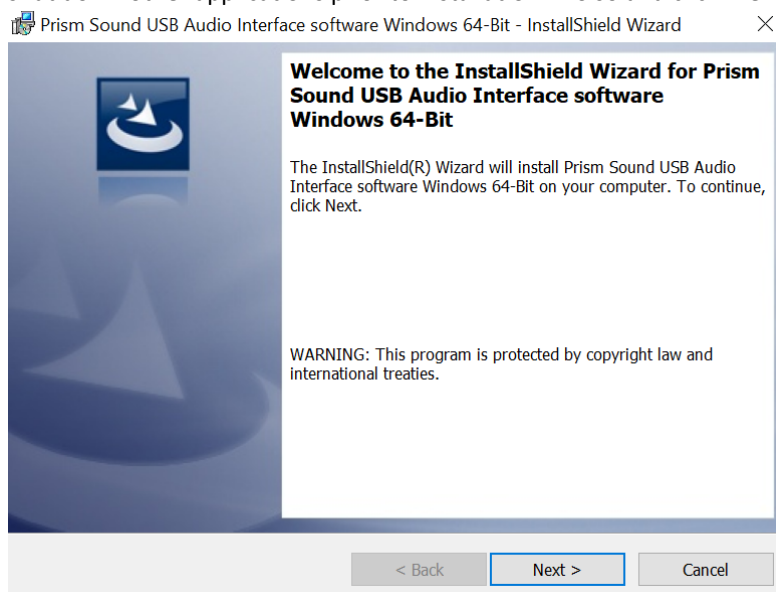 Prism Sound USB Audio Interface software Windows 64-Bit - InstallShield Wizard
Welcome to the InstallShield Wizard for Prism
Sound USB Audio Interface software
Windows 64-Bit
The InstallShield(R) Wizard will install Prism Sound USB Audio
Interface software Windows 64-Bit on your computer. To continue,
click Next.
WARNING: This program is protected by copyright law and
international treaties.
< Back
Next >
Cancel